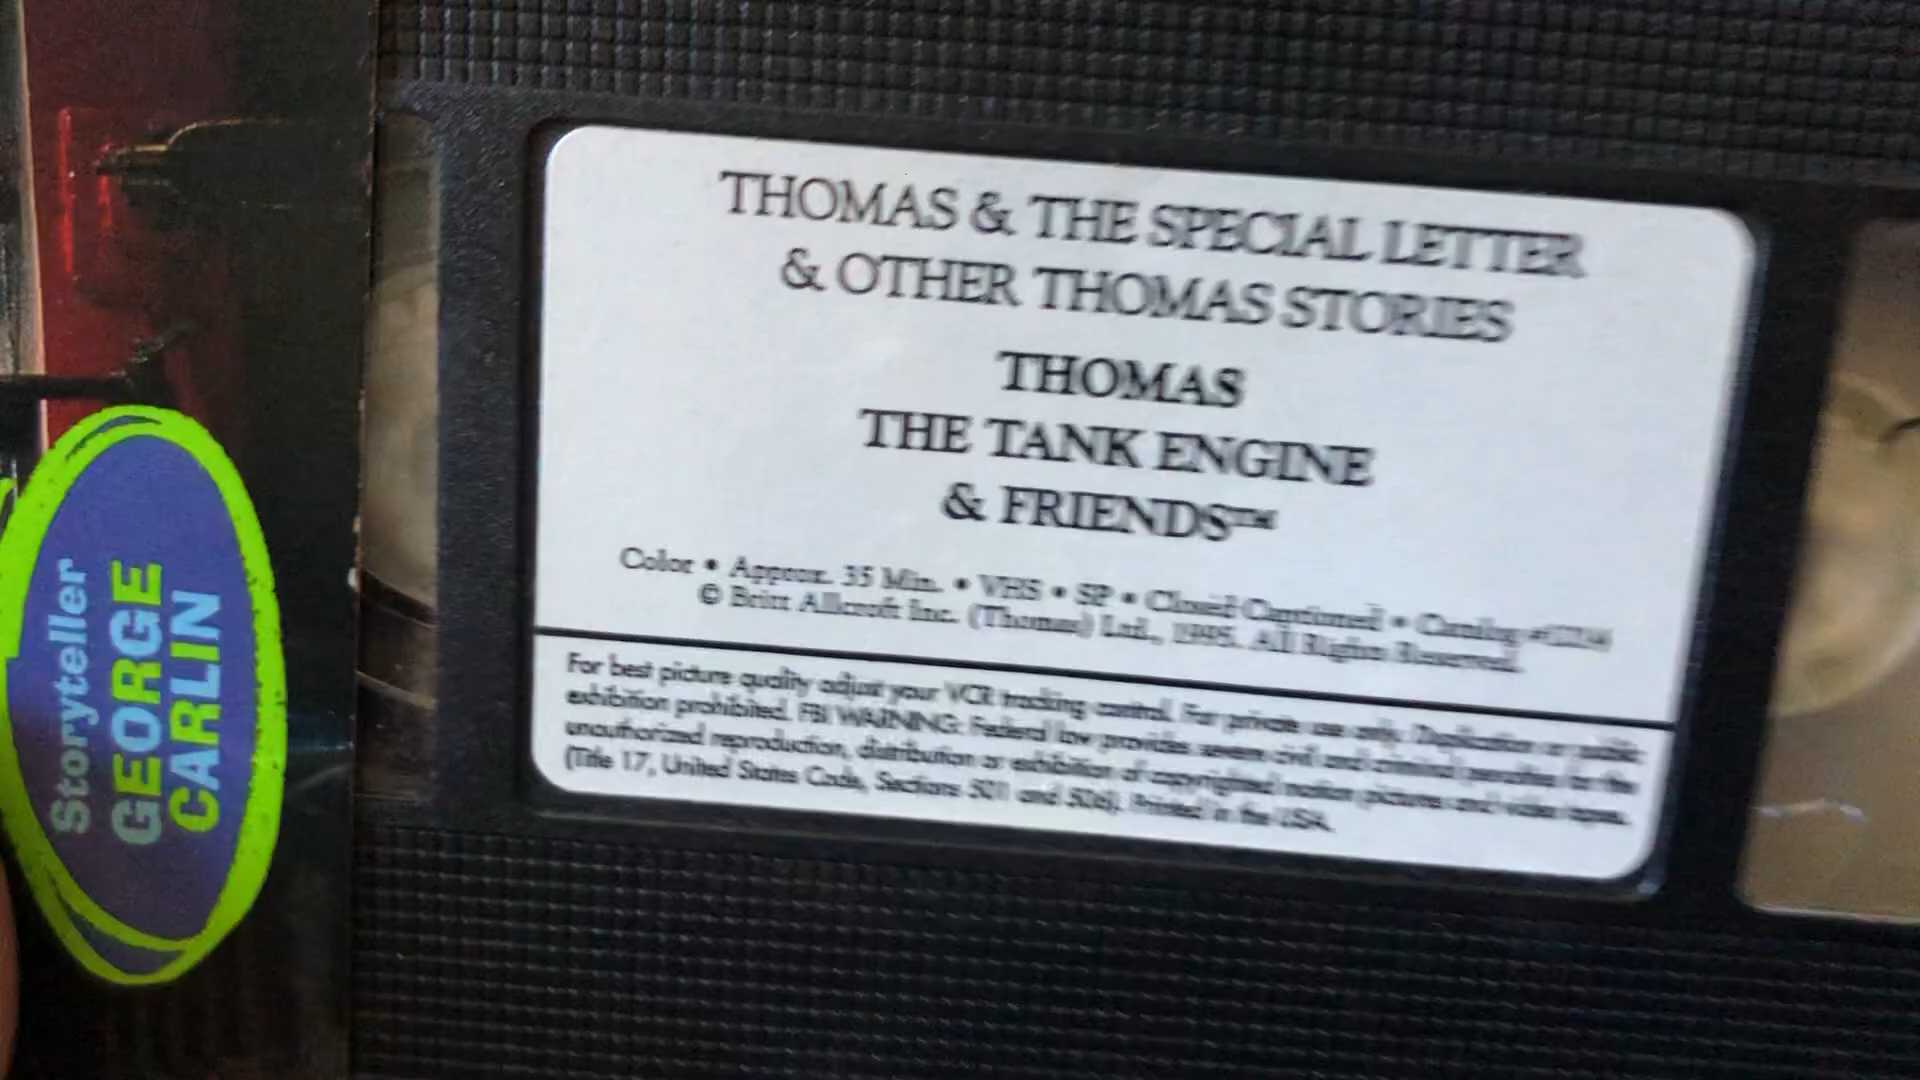 Storyteller
GEORGE
CARLIN
THOMAS & THE SPECIAL LETTER
& OTHER THOMAS STORIES
THOMAS
THE TANK ENGINE
& FRIENDS™
Color • Approx. 35 Min. • VHS • SP • Closed Captioned • Catalog
© Britt Allcroft Inc. (Thomas) Ltd., 1995. All Rights Reserved.
For best picture quality adjust your VCR tracking control. For private use only. Duplication or public
exhibition prohibited. FBI WARNING: Federal law provides severe civil and criminal penalties for the
unauthorized reproduction, distribution or exhibition of copyrighted motion pictures and video tapes.
(Title 17, United States Code, Sections 501 and 506). Printed in the USA.